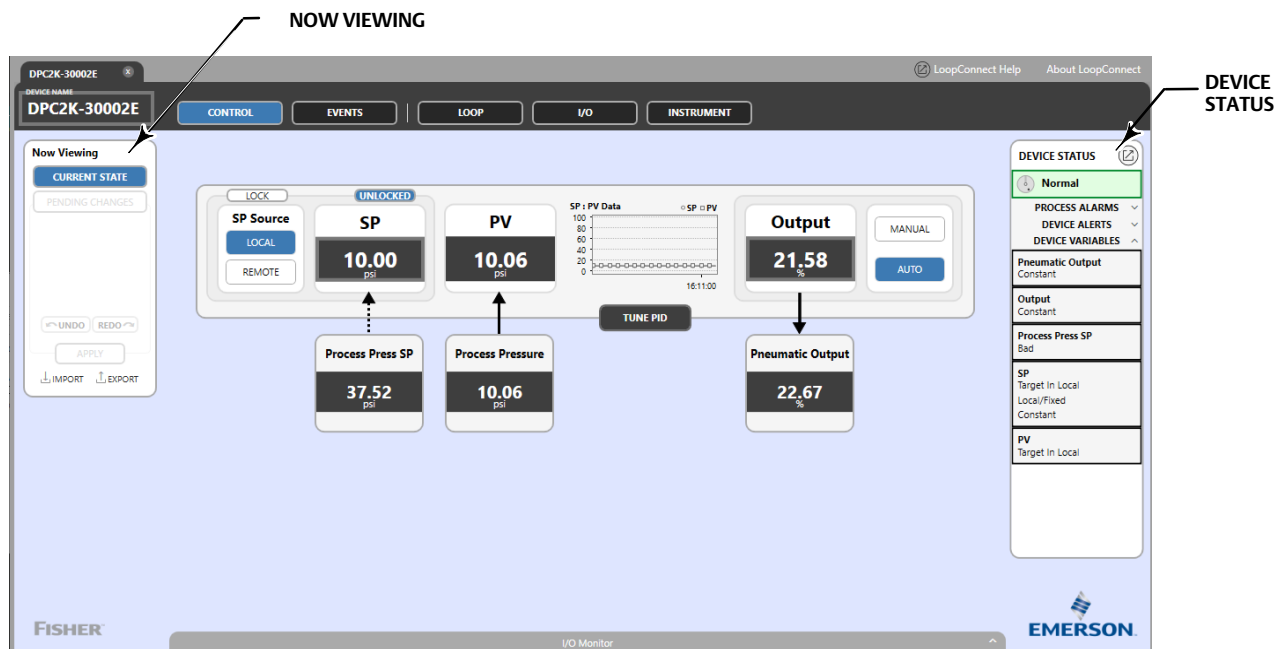 NOW VIEWING
DEVICE STATUS
DPC2K-30002E x
LoopConnect Help About LoopConnect
DEVICE NAME
DPC2K-30002E
CONTROL EVENTS LOOP I/O INSTRUMENT
Now Viewing
CURRENT STATE
PENDING CHANGES
UNDO REDO
APPLY
IMPORT EXPORT
LOCK UNLOCKED
SP Source
LOCAL
REMOTE
SP
10.00
psi
PV
10.06
psi
SP : PV Data SP PV
100
80
60
40
20
0
16:11:00
TUNE PID
Output
21.58
%
MANUAL
AUTO
Process Press SP
37.52
psi
Process Pressure
10.06
psi
Pneumatic Output
22.67
%
DEVICE STATUS
Normal
PROCESS ALARMS
DEVICE ALERTS
DEVICE VARIABLES
Pneumatic Output
Constant
Output
Constant
Process Press SP
Bad
SP
Target In Local
Local/Fixed
Constant
PV
Target In Local
FISHER
I/O Monitor
EMERSON.